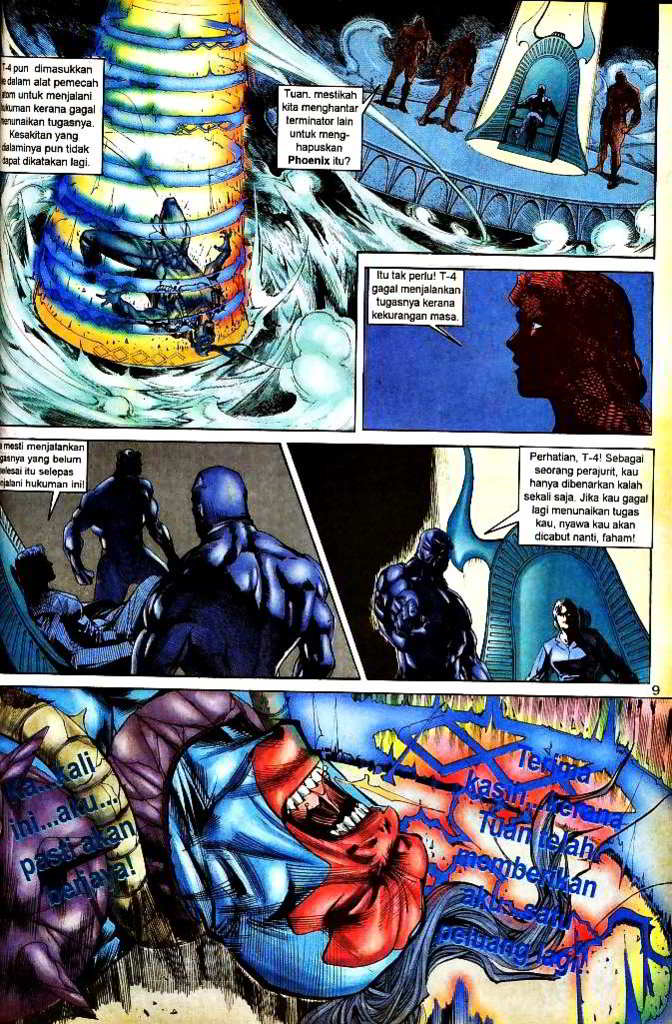 T-4 pun dimasukkan
dalam alat pemecah
atom untuk menjalani
hukuman kerana gagal
menunaikan tugasnya.
Kesakitan yang
dalaminya pun tidak
dapat dikatakan lagi.
Tuan. mestikah
kita menghantar
terminator lain
untuk meng-
hapuskan
Phoenix itu?
Itu tak perlu! T-4
gagal menjalankan
tugasnya kerana
kekurangan masa.
mesti menjalankan
gasnya yang belum
elesai itu selepas
njalani hukuman ini!
Perhatian, T-4! Sebagai
seorang perajurit, kau
hanya dibenarkan kalah
sekali saja. Jika kau gagal
lagi menunaikan tugas
kau, nyawa kau akan
dicabut nanti, faham!
9
Terima
kasih...kerana
Tuan telah
memberikan
aku...satu
peluang lagi!
Ka...kali
ini...aku...
pasti akan
berjaya!